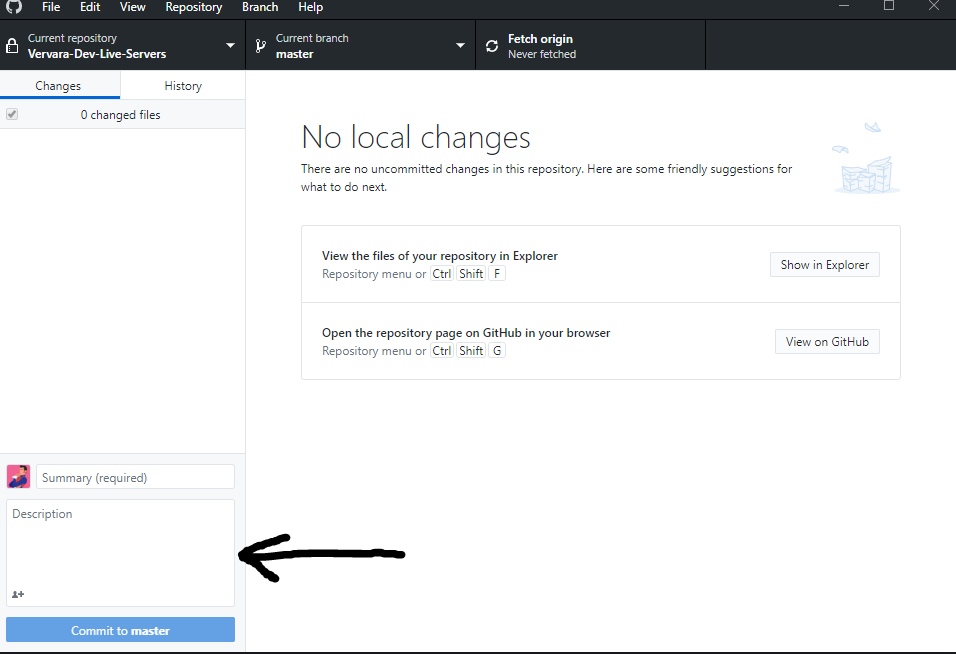 File Edit View Repository Branch Help
Current repository
Vervara-Dev-Live-Servers
Current branch
master
Fetch origin
Never fetched
Changes
History
0 changed files
No local changes
There are no uncommitted changes in this repository. Here are some friendly suggestions for
what to do next.
View the files of your repository in Explorer
Repository menu or Ctrl Shift F
Show in Explorer
Open the repository page on GitHub in your browser
Repository menu or Ctrl Shift G
View on GitHub
Summary (required)
Description
Commit to master